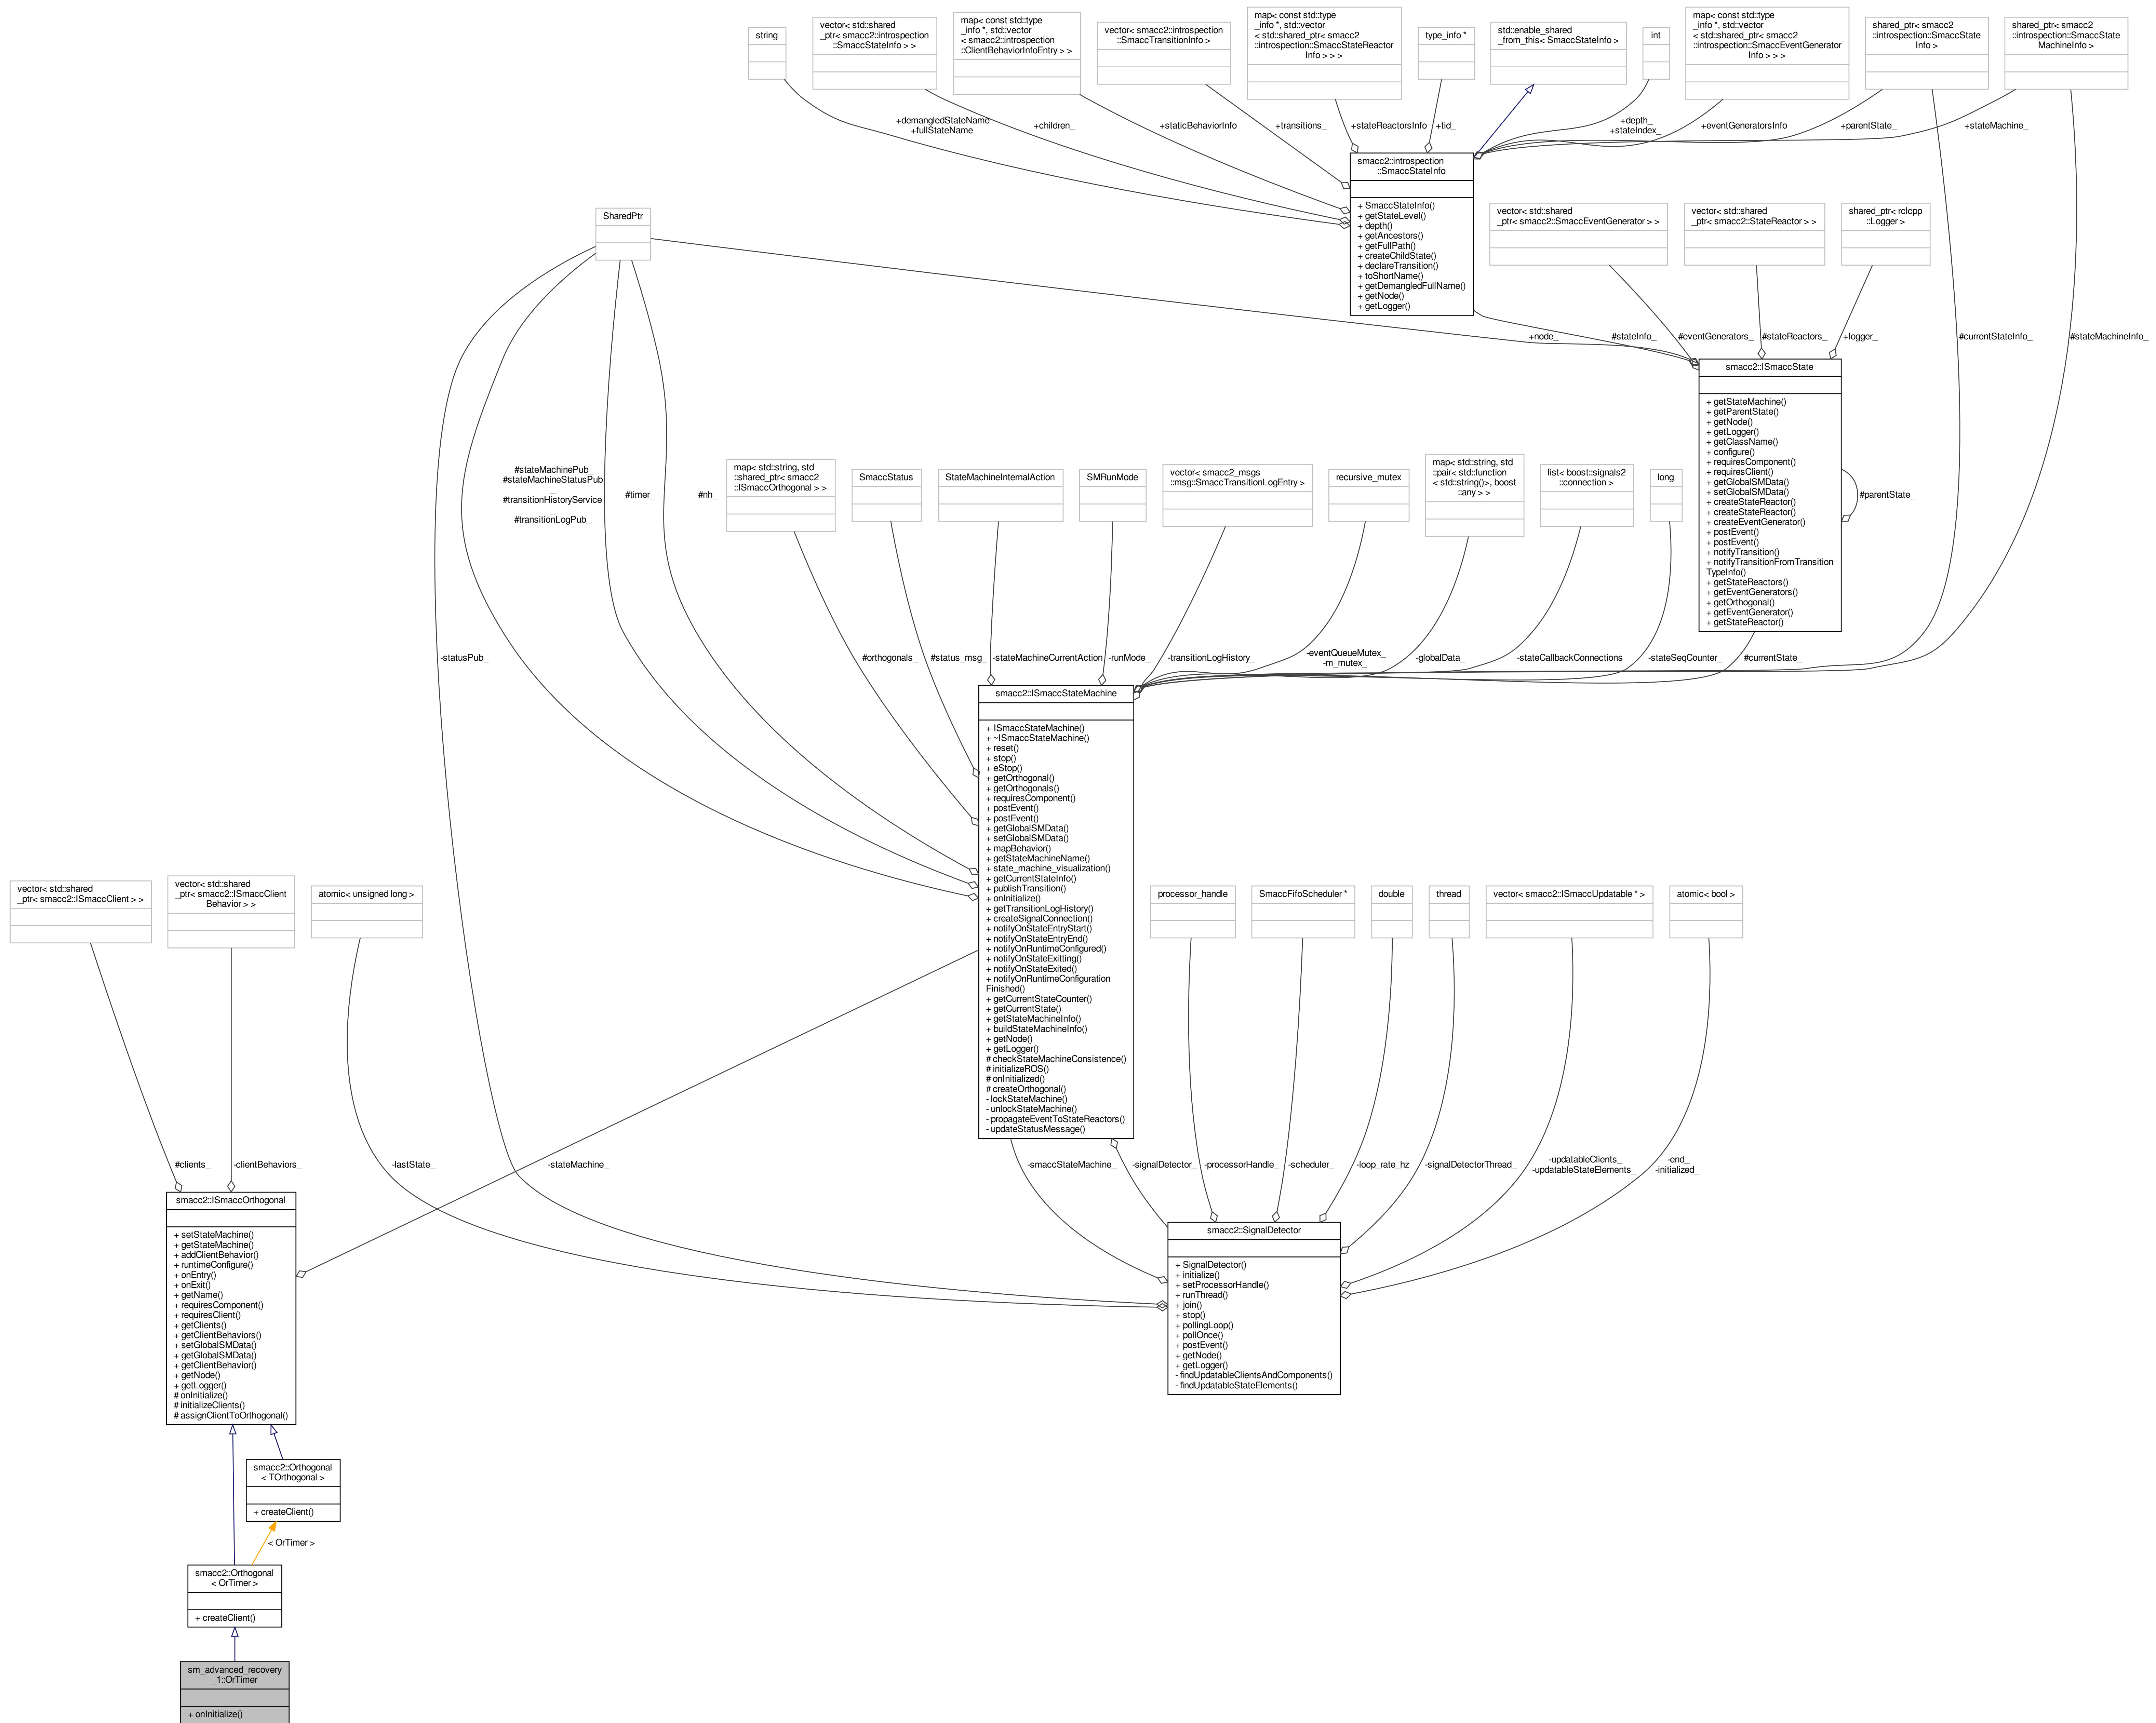 string
vector< std::shared
_ptr< smacc2::introspection
::SmaccStateInfo > >
map< const std::type
_info *, std::vector
< smacc2::introspection
::ClientBehaviorInfoEntry > >
vector< smacc2::introspection
::SmaccTransitionInfo >
map< const std::type
_info *, std::vector
< std::shared_ptr< smacc2
::introspection::SmaccStateReactor
Info > > >
type_info *
std::enable_shared
_from_this< SmaccStateInfo >
int
map< const std::type
_info *, std::vector
< std::shared_ptr< smacc2
::introspection::SmaccEventGenerator
Info > > >
shared_ptr< smacc2
::introspection::SmaccState
Info >
shared_ptr< smacc2
::introspection::SmaccState
MachineInfo >
+demangledStateName
+fullStateName
+children_
+staticBehaviorInfo
+transitions_
+stateReactorsInfo
+tid_
+depth_
+stateIndex_
+eventGeneratorsInfo
+parentState_
+stateMachine_
smacc2::introspection
::SmaccStateInfo
+ SmaccStateInfo()
+ getStateLevel()
+ depth()
+ getAncestors()
+ getFullPath()
+ createChildState()
+ declareTransition()
+ toShortName()
+ getDemangledFullName()
+ getNode()
+ getLogger()
SharedPtr
vector< std::shared
_ptr< smacc2::SmaccEventGenerator > >
vector< std::shared
_ptr< smacc2::StateReactor > >
shared_ptr< rclcpp
::Logger >
+node_
#stateInfo_
#eventGenerators_
#stateReactors_
+logger_
#currentStateInfo_
#stateMachineInfo_
smacc2::ISmaccState
+ getStateMachine()
+ getParentState()
+ getNode()
+ getLogger()
+ getClassName()
+ configure()
+ requiresComponent()
+ requiresClient()
+ getGlobalSMData()
+ setGlobalSMData()
+ createStateReactor()
+ createStateReactor()
+ createEventGenerator()
+ postEvent()
+ postEvent()
+ notifyTransition()
+ notifyTransitionFromTransition
TypeInfo()
+ getStateReactors()
+ getEventGenerators()
+ getOrthogonal()
+ getEventGenerator()
+ getStateReactor()
#parentState_
#stateMachinePub_
#stateMachineStatusPub
_
#transitionHistoryService
_
#transitionLogPub_
#timer_
#nh_
map< std::string, std
::shared_ptr< smacc2
::ISmaccOrthogonal > >
SmaccStatus
StateMachineInternalAction
SMRunMode
vector< smacc2_msgs
::msg::SmaccTransitionLogEntry >
recursive_mutex
map< std::string, std
::pair< std::function
< std::string()>, boost
::any > >
list< boost::signals2
::connection >
long
-statusPub_
#orthogonals_
#status_msg_
-stateMachineCurrentAction
-runMode_
-transitionLogHistory_
-eventQueueMutex_
-m_mutex_
-globalData_
-stateCallbackConnections
-stateSeqCounter_
#currentState_
smacc2::ISmaccStateMachine
+ ISmaccStateMachine()
+ ~ISmaccStateMachine()
+ reset()
+ stop()
+ eStop()
+ getOrthogonal()
+ getOrthogonals()
+ requiresComponent()
+ postEvent()
+ postEvent()
+ getGlobalSMData()
+ setGlobalSMData()
+ mapBehavior()
+ getStateMachineName()
+ state_machine_visualization()
+ getCurrentStateInfo()
+ publishTransition()
+ onInitialize()
+ getTransitionLogHistory()
+ createSignalConnection()
+ notifyOnStateEntryStart()
+ notifyOnStateEntryEnd()
+ notifyOnRuntimeConfigured()
+ notifyOnStateExitting()
+ notifyOnStateExited()
+ notifyOnRuntimeConfiguration
Finished()
+ getCurrentStateCounter()
+ getCurrentState()
+ getStateMachineInfo()
+ buildStateMachineInfo()
+ getNode()
+ getLogger()
# checkStateMachineConsistence()
# initializeROS()
# onInitialized()
# createOrthogonal()
- lockStateMachine()
- unlockStateMachine()
- propagateEventToStateReactors()
- updateStatusMessage()
vector< std::shared
_ptr< smacc2::ISmaccClient > >
vector< std::shared
_ptr< smacc2::ISmaccClient
Behavior > >
atomic< unsigned long >
processor_handle
SmaccFifoScheduler *
double
thread
vector< smacc2::ISmaccUpdatable * >
atomic< bool >
#clients_
-clientBehaviors_
-lastState_
-stateMachine_
-smaccStateMachine_
-signalDetector_
-processorHandle_
-scheduler_
-loop_rate_hz
-signalDetectorThread_
-updatableClients_
-updatableStateElements_
-end_
-initialized_
smacc2::ISmaccOrthogonal
+ setStateMachine()
+ getStateMachine()
+ addClientBehavior()
+ runtimeConfigure()
+ onEntry()
+ onExit()
+ getName()
+ requiresComponent()
+ requiresClient()
+ getClients()
+ getClientBehaviors()
+ setGlobalSMData()
+ getGlobalSMData()
+ getClientBehavior()
+ getNode()
+ getLogger()
# onInitialize()
# initializeClients()
# assignClientToOrthogonal()
smacc2::SignalDetector
+ SignalDetector()
+ initialize()
+ setProcessorHandle()
+ runThread()
+ join()
+ stop()
+ pollingLoop()
+ pollOnce()
+ postEvent()
+ getNode()
+ getLogger()
- findUpdatableClientsAndComponents()
- findUpdatableStateElements()
smacc2::Orthogonal
< TOrthogonal >
+ createClient()
< OrTimer >
smacc2::Orthogonal
< OrTimer >
+ createClient()
sm_advanced_recovery
_1::OrTimer
+ onInitialize()